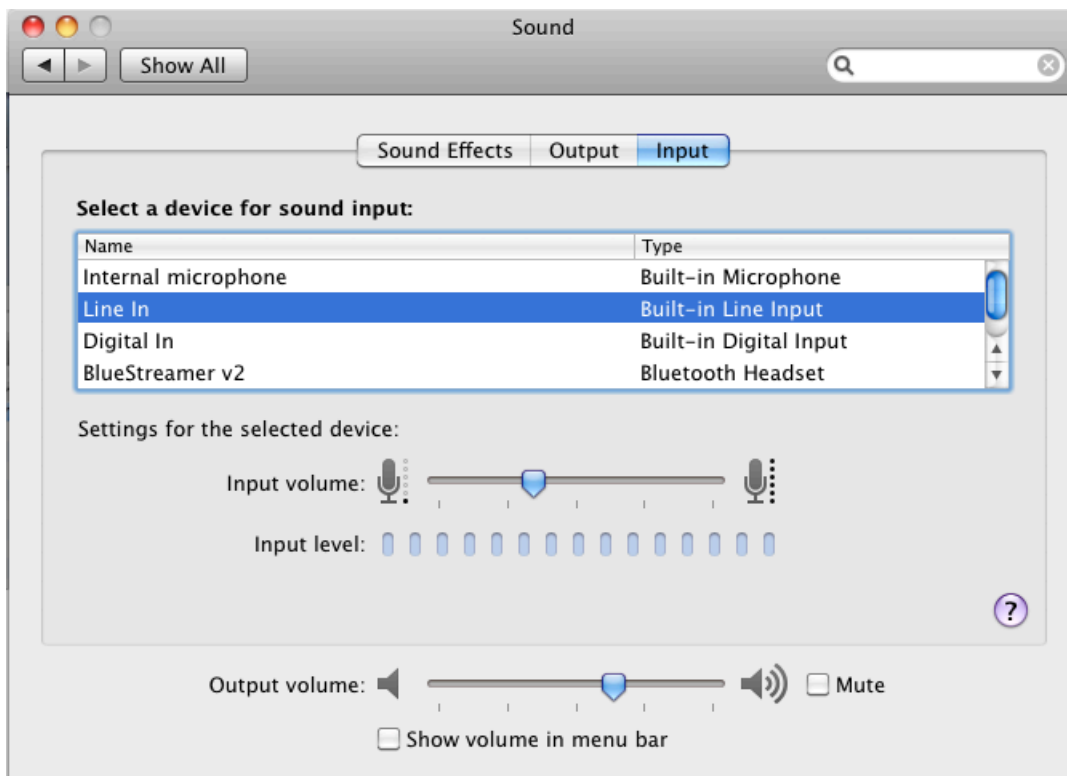 Sound
Show All
Sound Effects Output Input
Select a device for sound input:
Name Type
Internal microphone Built-in Microphone
Line In Built-in Line Input
Digital In Built-in Digital Input
BlueStreamer v2 Bluetooth Headset
Settings for the selected device:
Input volume:
Input level:
?
Output volume: Mute
Show volume in menu bar